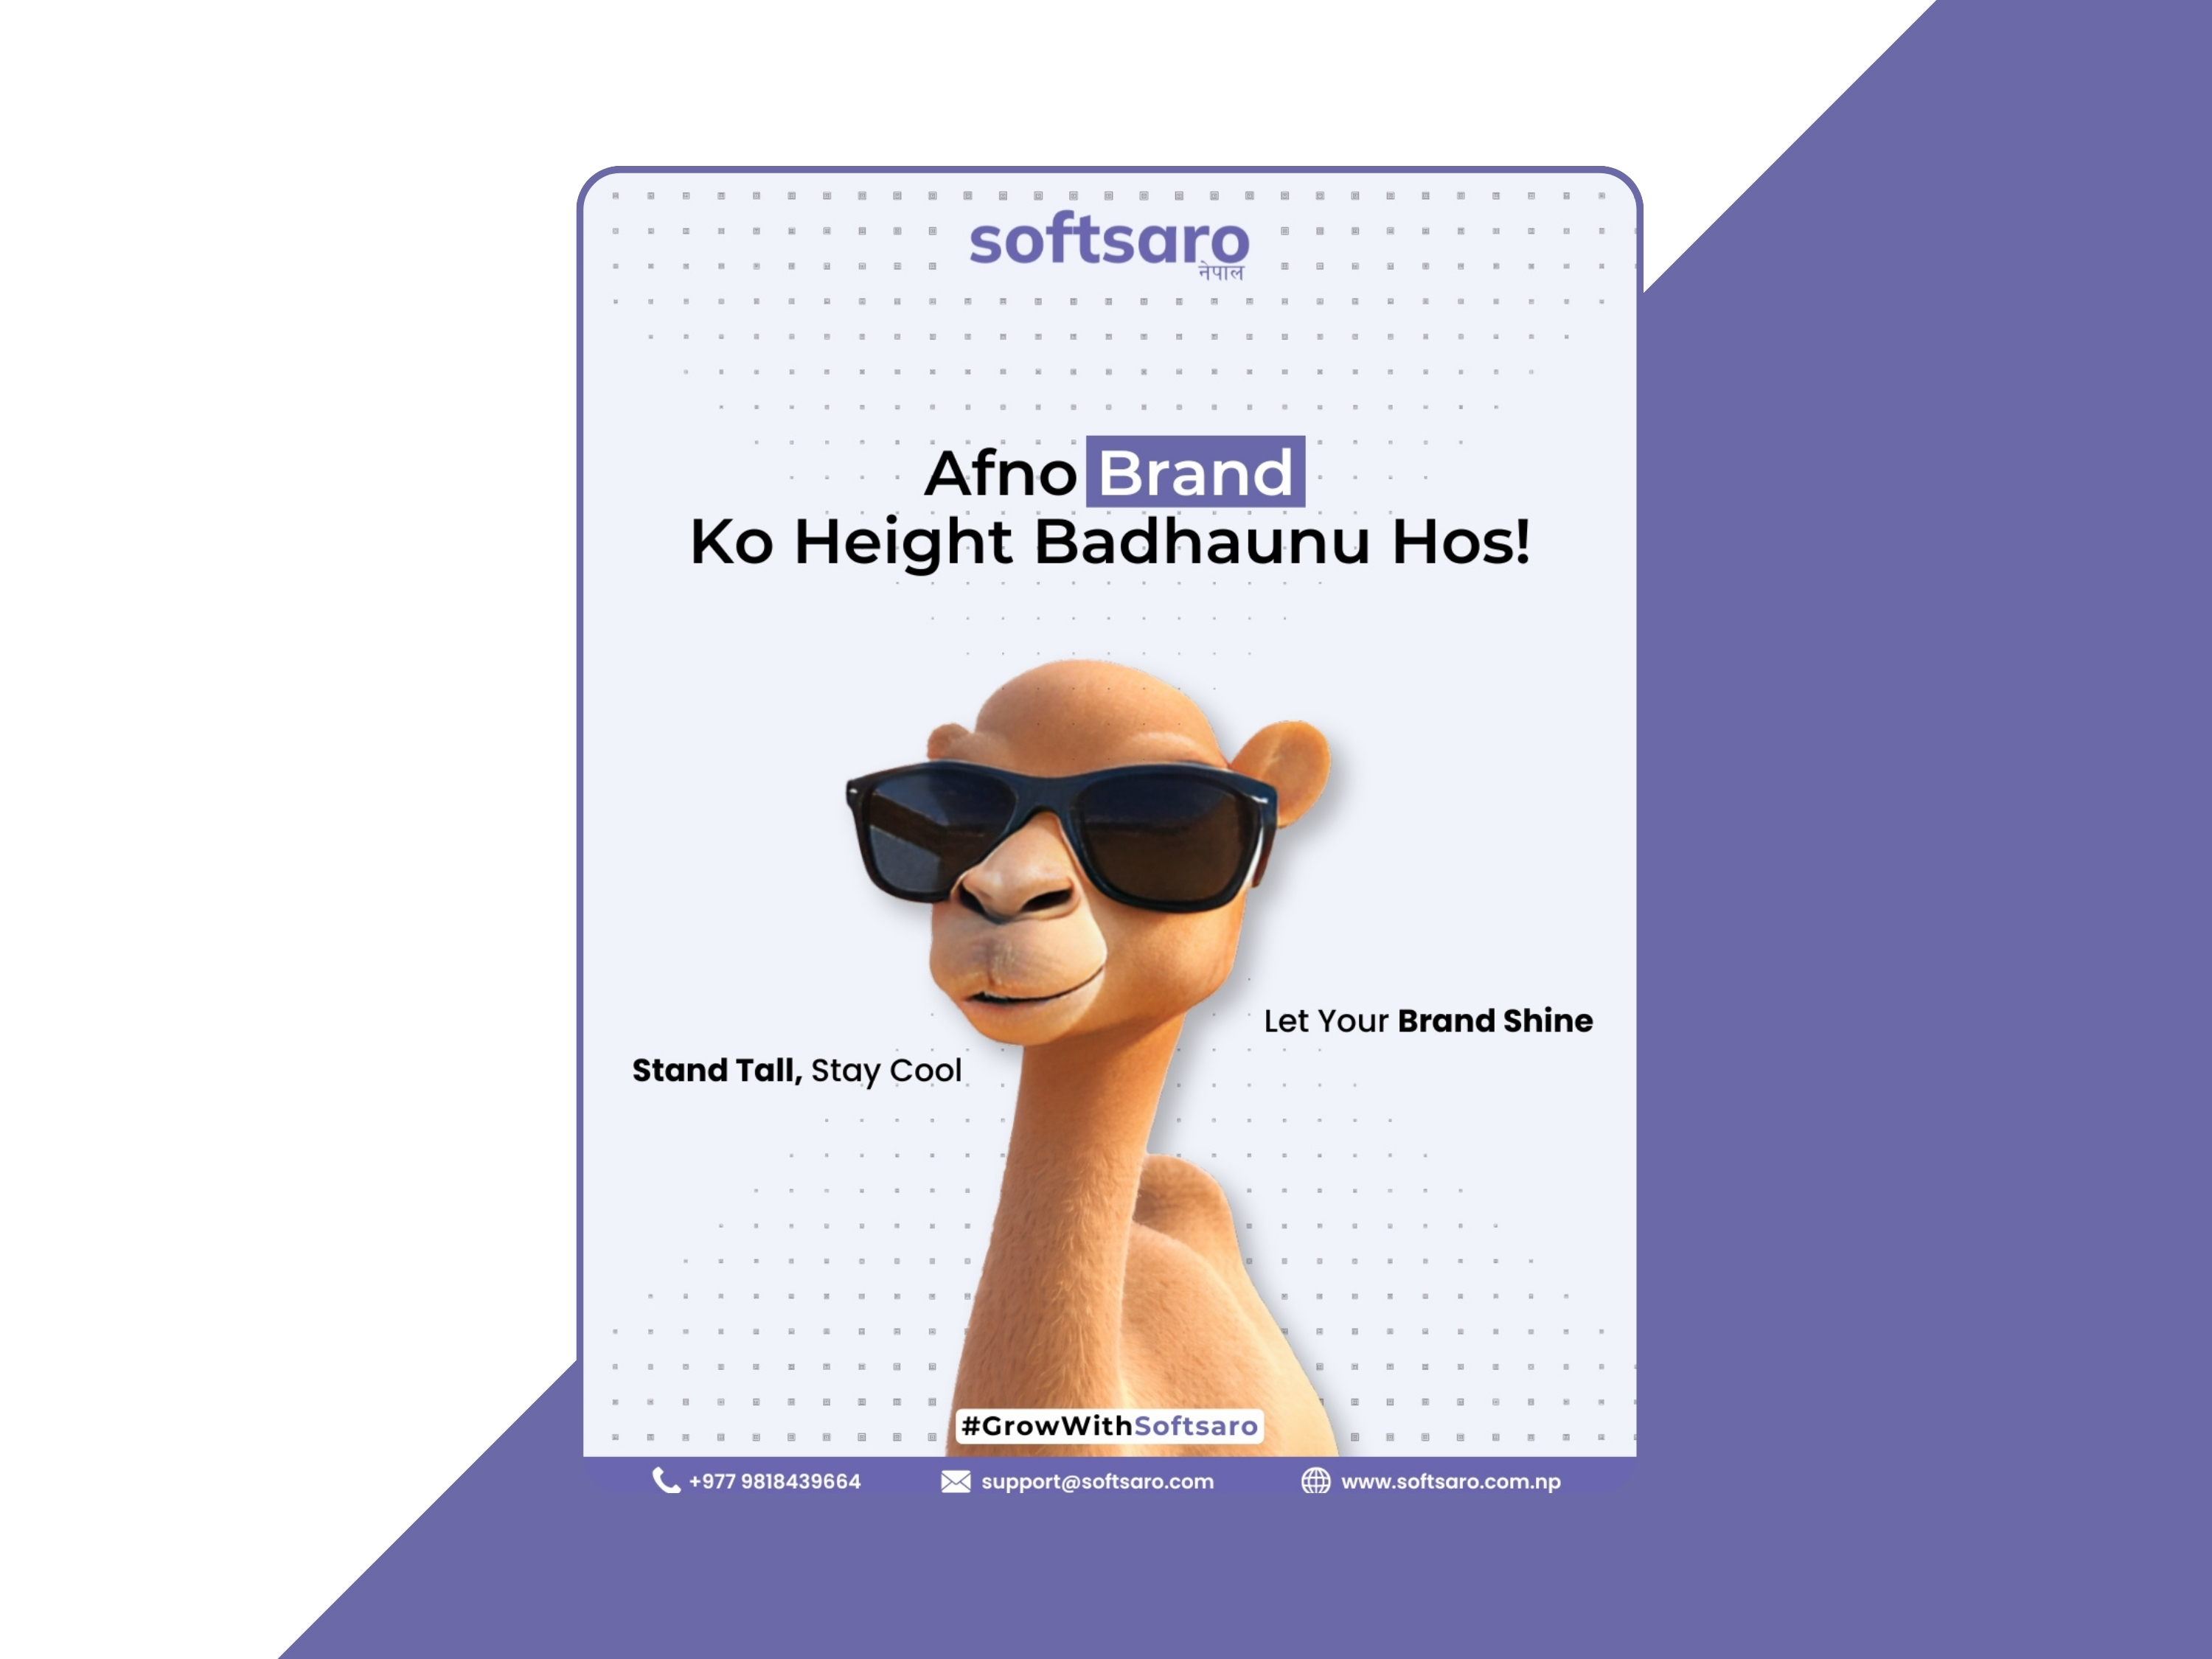 softsaro
नेपाल
Afno Brand
Ko Height Badhaunu Hos!
Let Your Brand Shine
Stand Tall, Stay Cool
#GrowWithSoftsaro
+977 9818439664
support@softsaro.com
www.softsaro.com.np